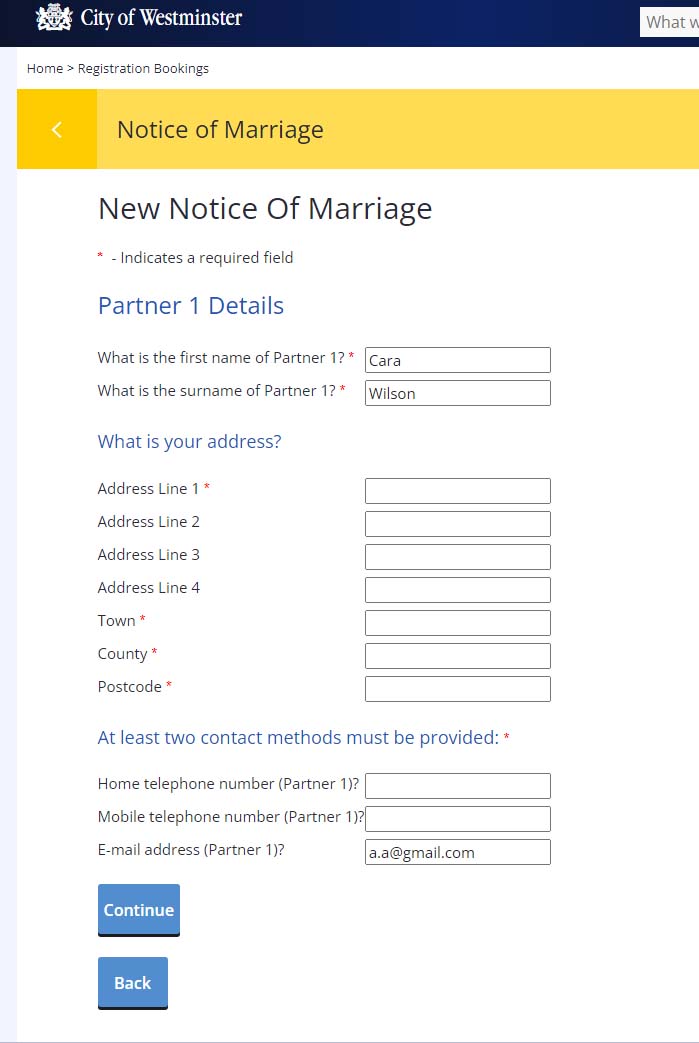 City of Westminster
What w
Home > Registration Bookings
< Notice of Marriage
New Notice Of Marriage
* - Indicates a required field
Partner 1 Details
What is the first name of Partner 1? * Cara
What is the surname of Partner 1? * Wilson
What is your address?
Address Line 1 *
Address Line 2
Address Line 3
Address Line 4
Town *
County *
Postcode *
At least two contact methods must be provided: *
Home telephone number (Partner 1)?
Mobile telephone number (Partner 1)?
E-mail address (Partner 1)? a.a@gmail.com
Continue
Back